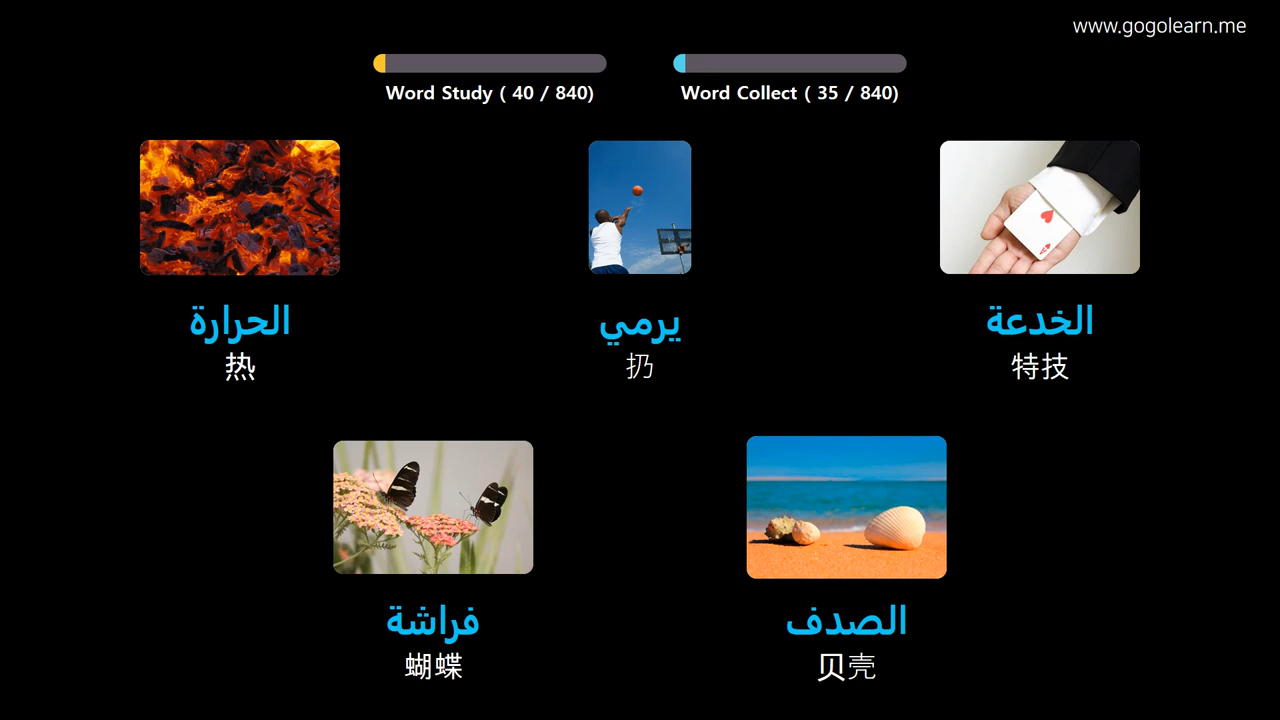 www.gogolearn.me
Word Study ( 40 / 840)
Word Collect ( 35 / 840)
الحرارة
热
يرمي
扔
الخدعة
特技
فراشة
蝴蝶
الصدف
贝壳